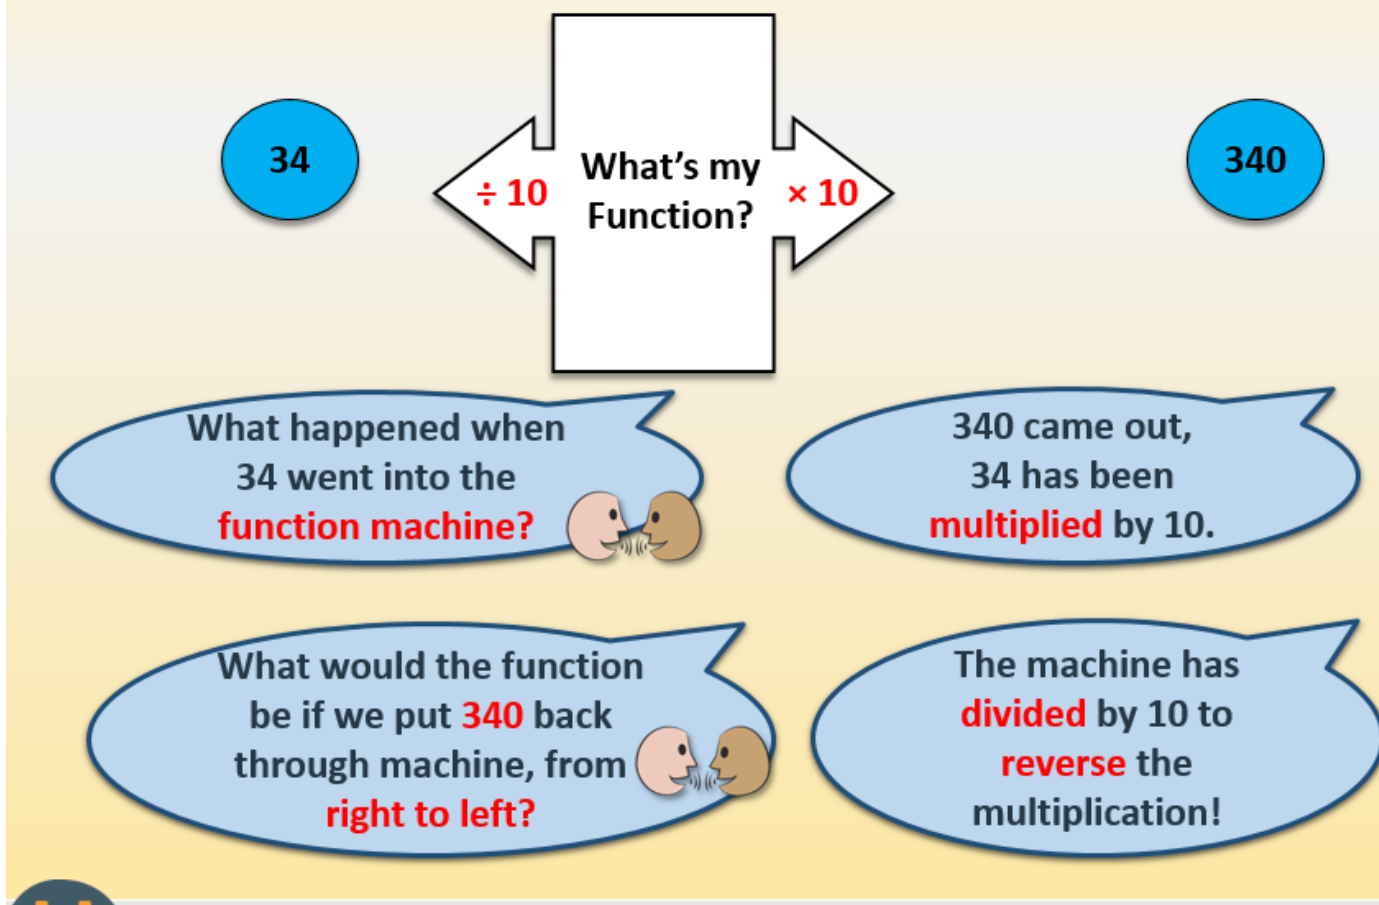 34
÷ 10
What's my
Function?
× 10
340
What happened when
34 went into the
function machine?
340 came out,
34 has been
multiplied by 10.
What would the function
be if we put 340 back
through machine, from
right to left?
The machine has
divided by 10 to
reverse the
multiplication!